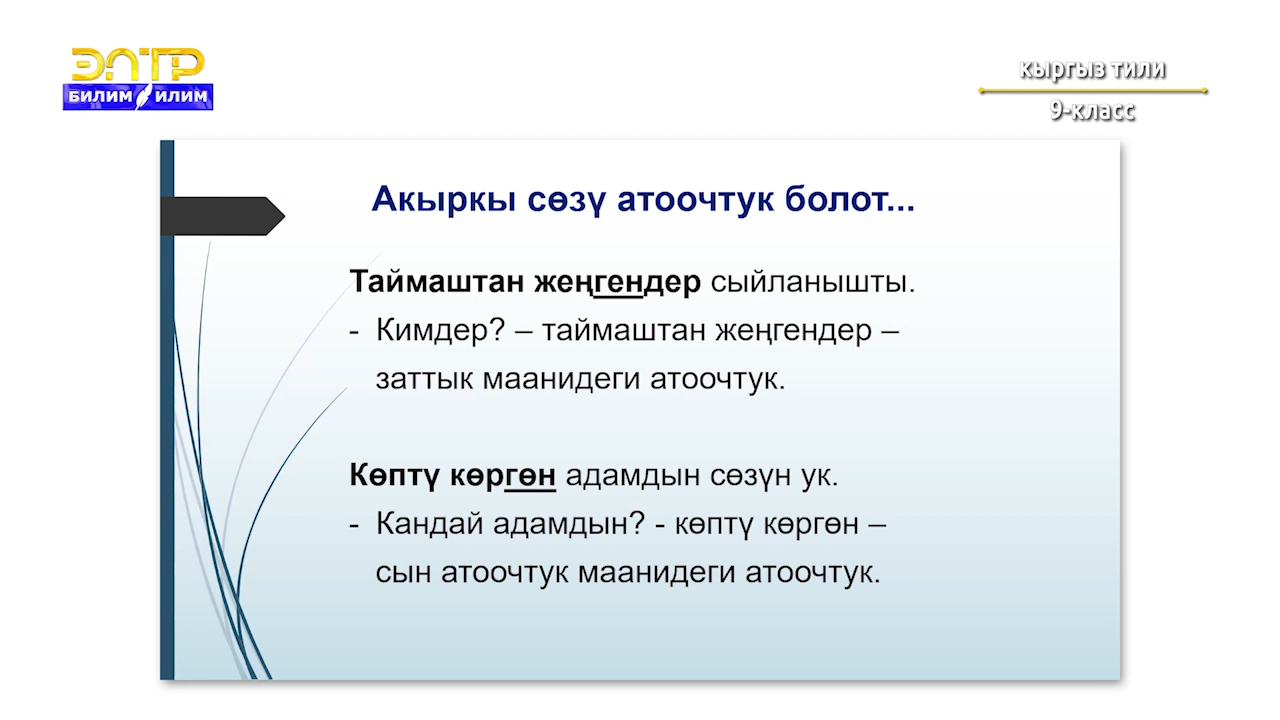 ЭЛТР
БИЛИМ ИЛИМ
кыргыз тили
9-класс
Акыркы сөзү атоочтук болот...
Таймаштан жеңгендер сыйланышты.
- Кимдер? – таймаштан жеңгендер –
заттык маанидеги атоочтук.
Көптү көргөн адамдын сөзүн ук.
- Кандай адамдын? - көптү көргөн –
сын атоочтук маанидеги атоочтук.